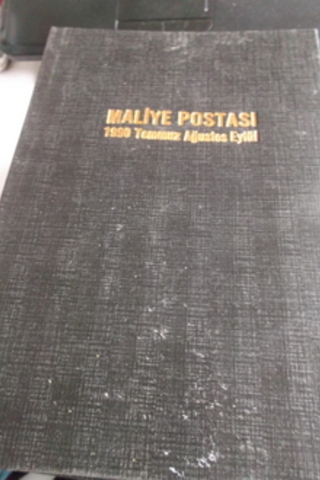 MALİYE POSTASI
1990 Temmuz Ağustos Eylül